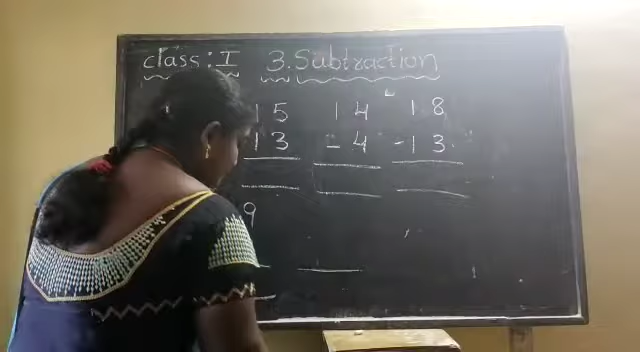 class: I 3. Subtraction
15 14 18
13 - 4 - 13
9